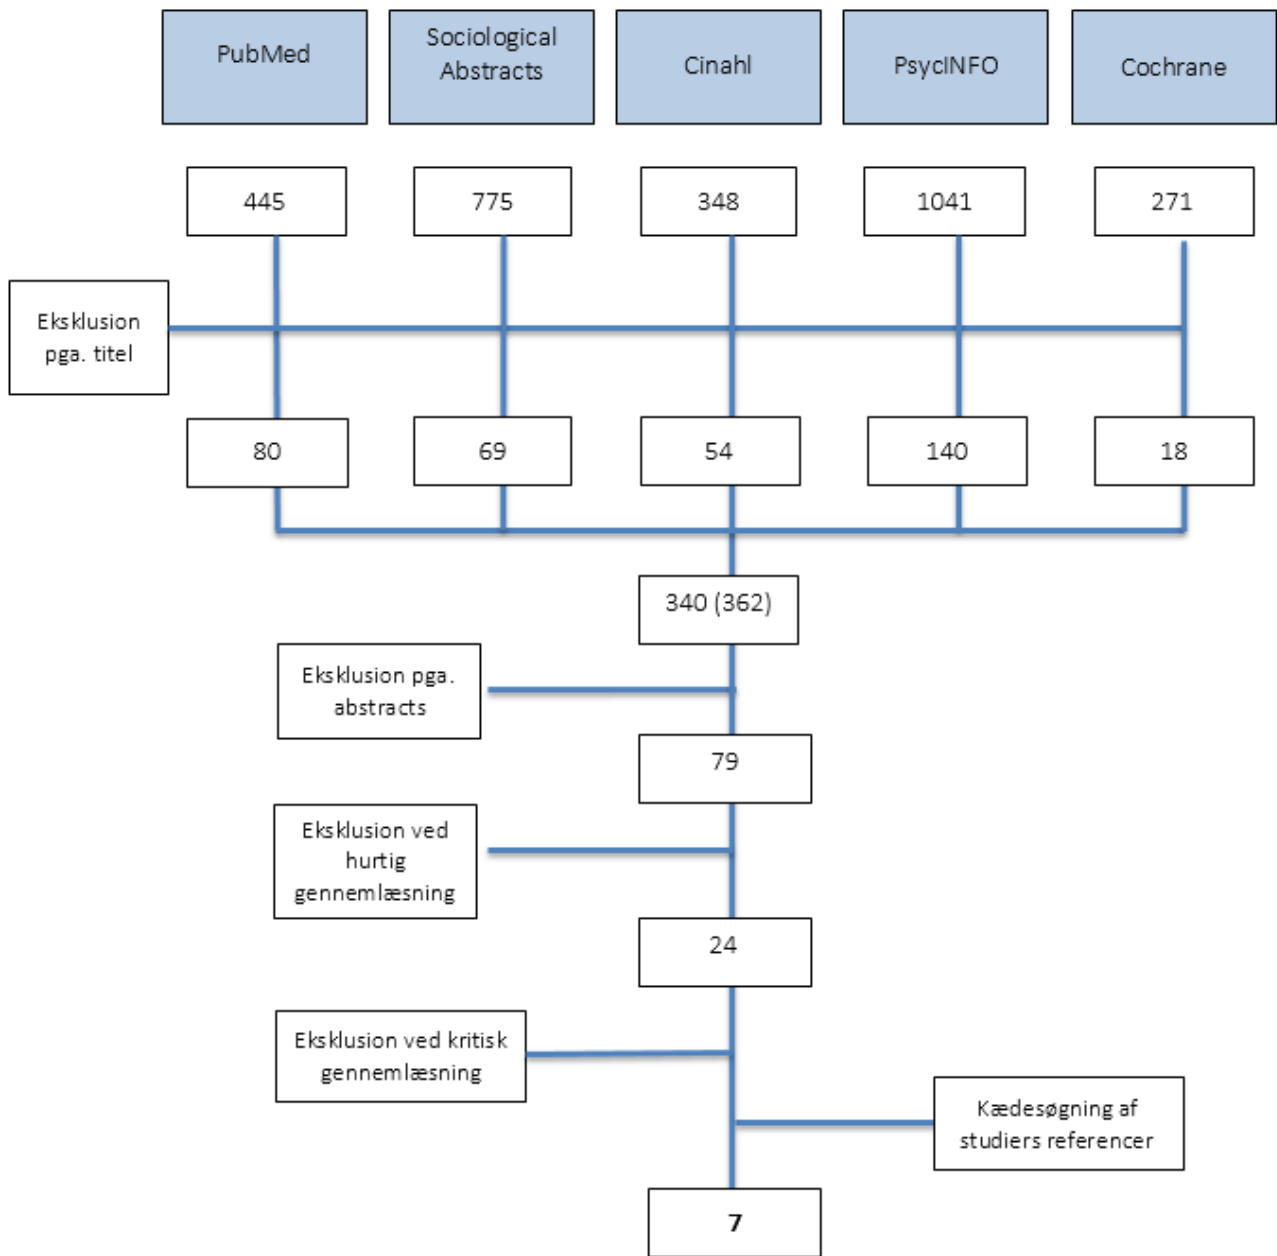 PubMed
Sociological
Abstracts
Cinahl
PsycINFO
Cochrane
445
775
348
1041
271
Eksklusion
pga. titel
80
69
54
140
18
340 (362)
Eksklusion pga.
abstracts
79
Eksklusion ved
hurtig
gennemlæsning
24
Eksklusion ved kritisk
gennemlæsning
Kædesøgning af
studiers referencer
7